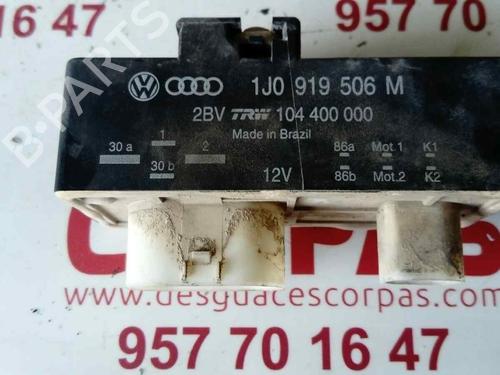 957 70 16 47
1J0 919 506 M
2BV TRW 104 400 000
Made in Brazil
30 a 1 2 86a Mot.1 K1
30 b 12V 86b Mot.2 K2
B-PARTS
CORPAS
www.desguacescorpas.com
957 70 16 47